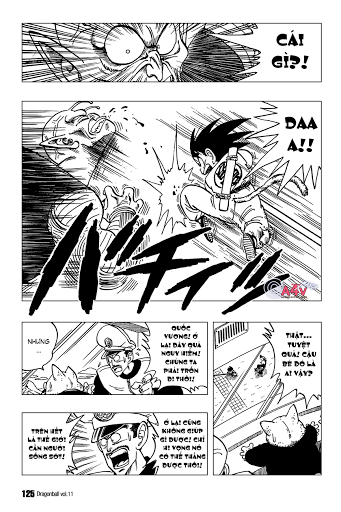 CÁI
GÌ?!
DAA
A!!
バチィッ
NHƯNG
...
QUỐC
VƯƠNG! Ở
LẠI ĐÂY QUÁ
NGUY HIỂM!
CHÚNG TA
PHẢI TRỐN
ĐI THÔI!
THẬT...
TUYỆT
QUÁ! CẬU
BÉ ĐÓ LÀ
AI VẬY?
TRÊN HẾT
LÀ THẾ GIỚI
CẦN NGƯỜI
SỐNG SÓT!
Ở LẠI CŨNG
KHÔNG GIÚP
GÌ ĐƯỢC! CHỈ
HI VỌNG NÓ
CÓ THỂ THẮNG
ĐƯỢC THÔI!
125 Dragonball vol.11